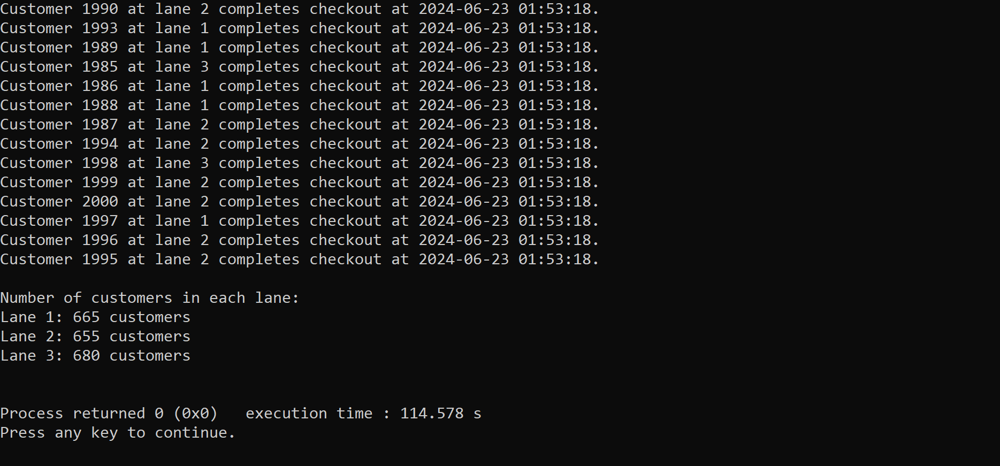 Customer 1990 at lane 2 completes checkout at 2024-06-23 01:53:18.
Customer 1993 at lane 1 completes checkout at 2024-06-23 01:53:18.
Customer 1989 at lane 1 completes checkout at 2024-06-23 01:53:18.
Customer 1985 at lane 3 completes checkout at 2024-06-23 01:53:18.
Customer 1986 at lane 1 completes checkout at 2024-06-23 01:53:18.
Customer 1988 at lane 1 completes checkout at 2024-06-23 01:53:18.
Customer 1987 at lane 2 completes checkout at 2024-06-23 01:53:18.
Customer 1994 at lane 2 completes checkout at 2024-06-23 01:53:18.
Customer 1998 at lane 3 completes checkout at 2024-06-23 01:53:18.
Customer 1999 at lane 2 completes checkout at 2024-06-23 01:53:18.
Customer 2000 at lane 2 completes checkout at 2024-06-23 01:53:18.
Customer 1997 at lane 1 completes checkout at 2024-06-23 01:53:18.
Customer 1996 at lane 2 completes checkout at 2024-06-23 01:53:18.
Customer 1995 at lane 2 completes checkout at 2024-06-23 01:53:18.

Number of customers in each lane:
Lane 1: 665 customers
Lane 2: 655 customers
Lane 3: 680 customers

Process returned 0 (0x0)   execution time : 114.578 s
Press any key to continue.